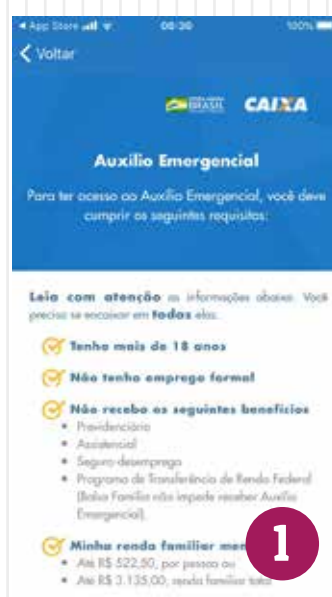 App Store
08:30
100%
Voltar
BRASIL CAIXA
Auxílio Emergencial
Para ter acesso ao Auxílio Emergencial, você deve
cumprir os seguintes requisitos:
Leia com atenção as informações abaixo. Você
precisa se encaixar em todas elas:
Tenho mais de 18 anos
Não tenho emprego formal
Não recebo os seguintes benefícios
Previdenciário
Assistencial
Seguro desemprego
Programa de Transferência de Renda Federal
(Bolsa Família não impede receber Auxílio
Emergencial).
Minha renda familiar men
Até R$ 522,50, por pessoa ou
Até R$ 3.135,00, renda familiar total
1